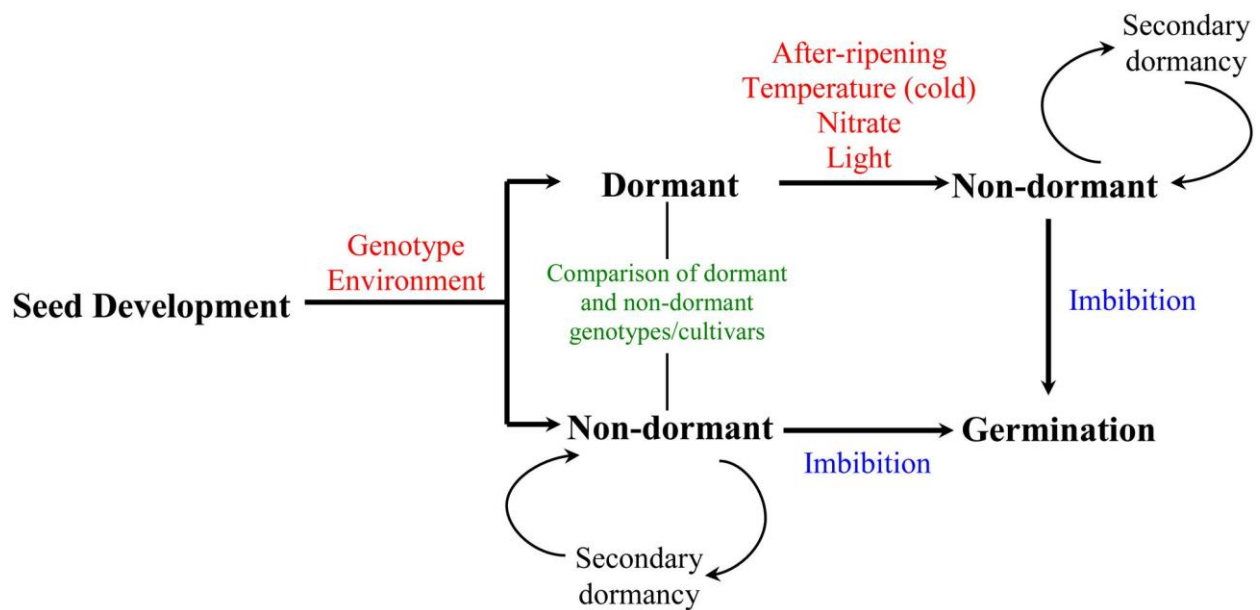 Secondary
dormancy
After-ripening
Temperature (cold)
Nitrate
Light
Dormant
Non-dormant
Genotype
Environment
Seed Development
Comparison of dormant
and non-dormant
genotypes/cultivars
Imbibition
Non-dormant
Germination
Imbibition
Secondary
dormancy